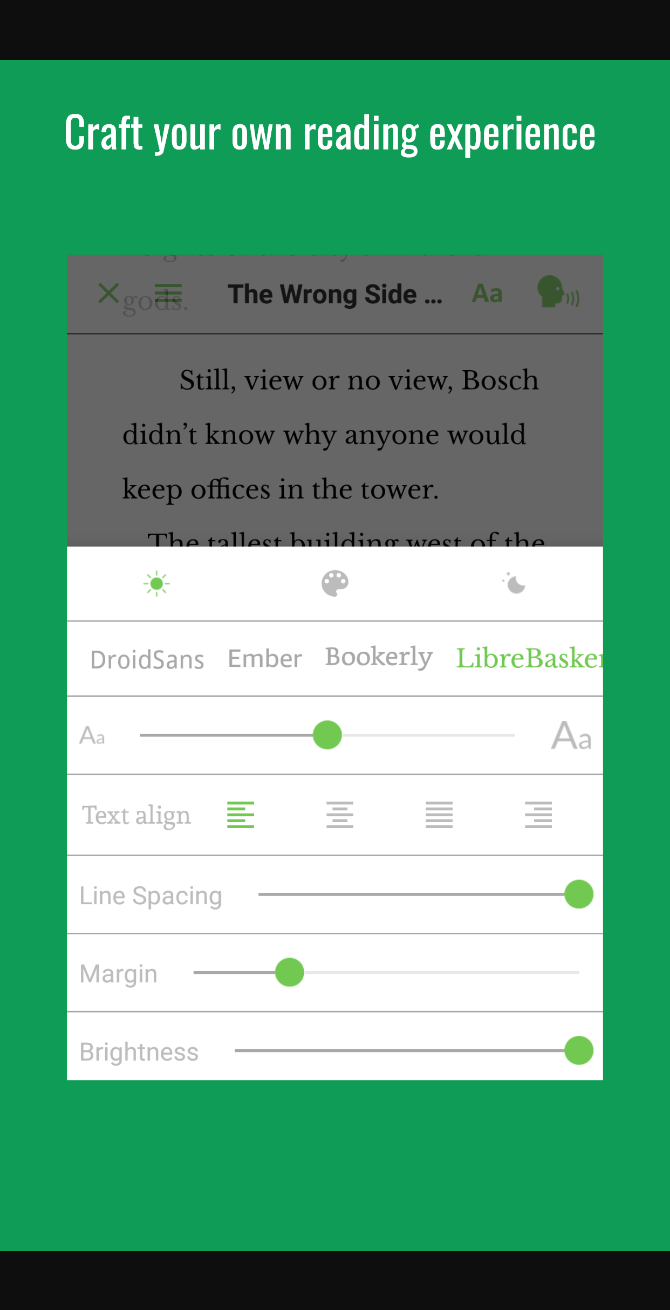 Craft your own reading experience
gods.
The Wrong Side ...
Aa
Still, view or no view, Bosch
didn’t know why anyone would
keep offices in the tower.
The tallest building west of the
DroidSans Ember Bookerly LibreBasker
Aa Aa
Text align
Line Spacing
Margin
Brightness